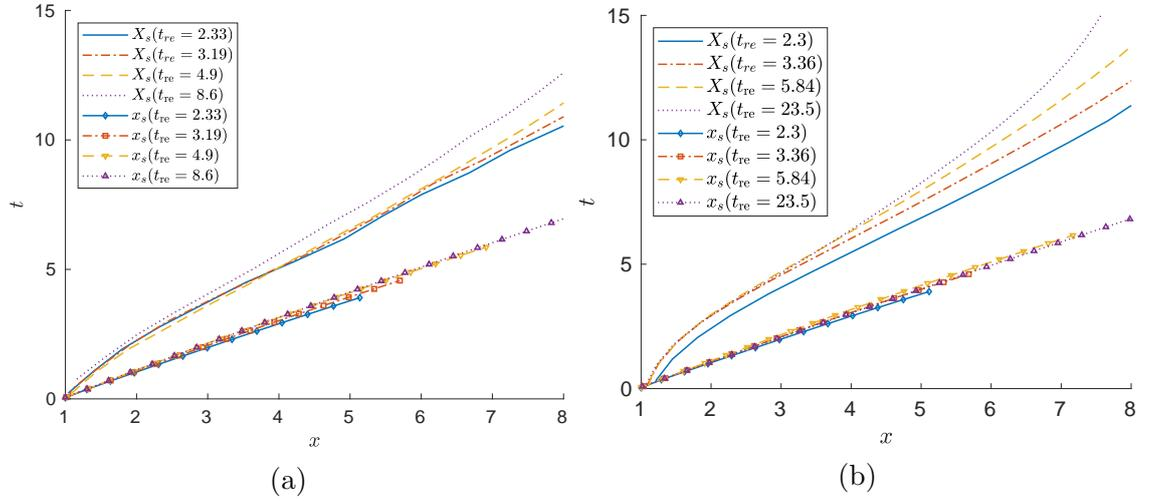 15
10
5
0
t
X_s(t_re = 2.33)
X_s(t_re = 3.19)
X_s(t_re = 4.9)
X_s(t_re = 8.6)
x_s(t_re = 2.33)
x_s(t_re = 3.19)
x_s(t_re = 4.9)
x_s(t_re = 8.6)
1 2 3 4 5 6 7 8
x
(a)
15
10
5
0
t
X_s(t_re = 2.3)
X_s(t_re = 3.36)
X_s(t_re = 5.84)
X_s(t_re = 23.5)
x_s(t_re = 2.3)
x_s(t_re = 3.36)
x_s(t_re = 5.84)
x_s(t_re = 23.5)
1 2 3 4 5 6 7 8
x
(b)